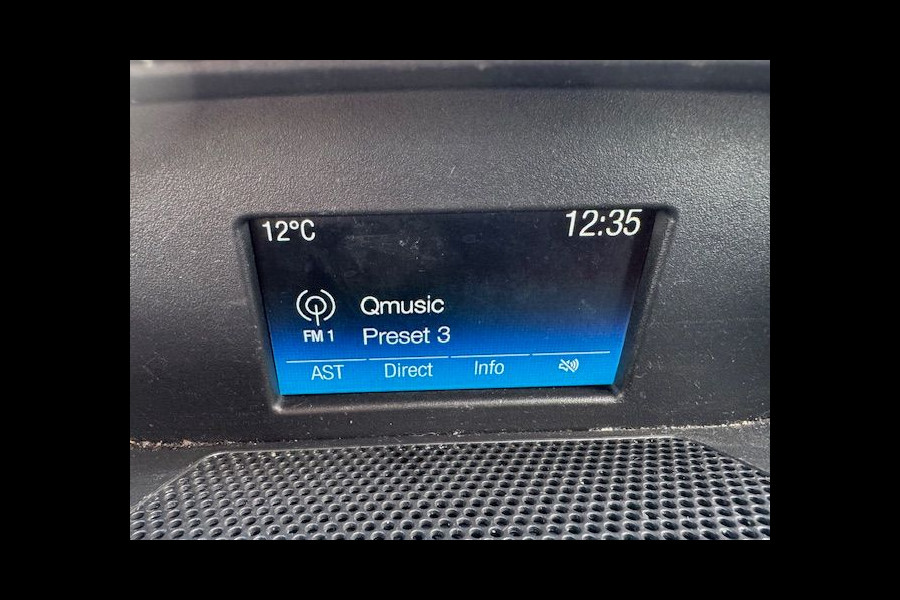 12°C 12:35
Qmusic
FM 1 Preset 3
AST Direct Info